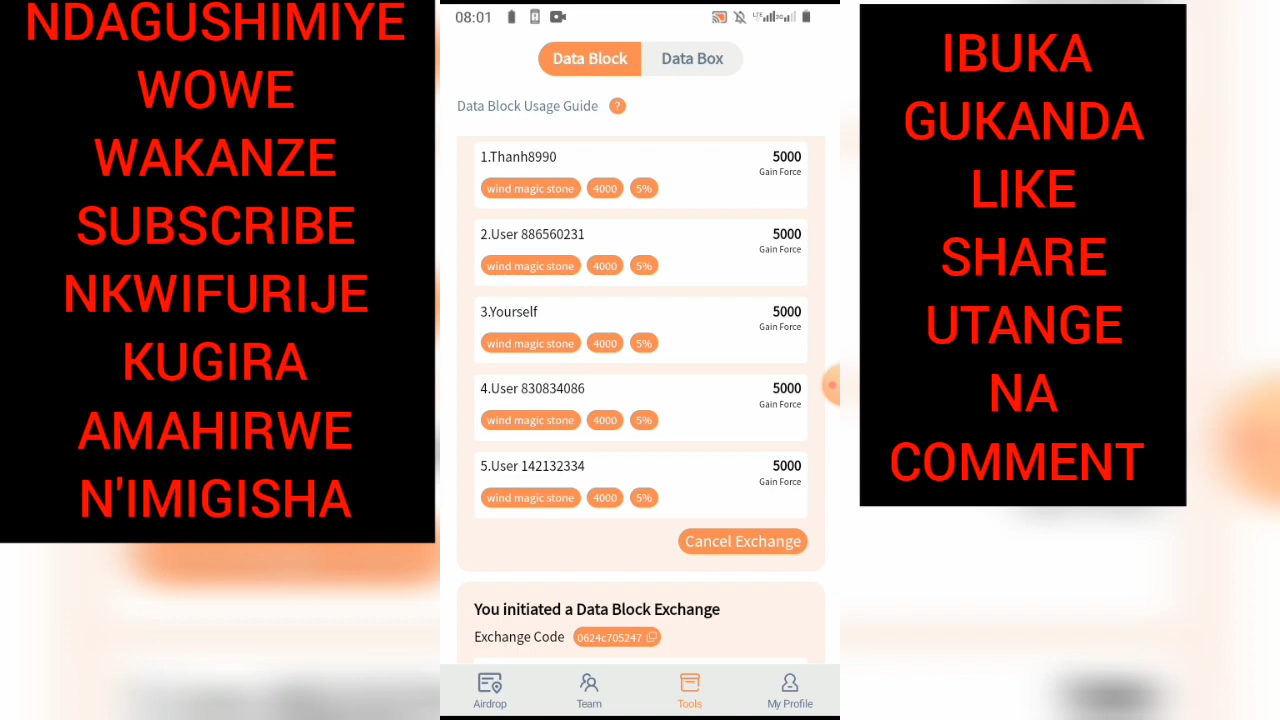 NDAGUSHIMIYE
WOWE
WAKANZE
SUBSCRIBE
NKWIFURIJE
KUGIRA
AMAHIRWE
N'IMIGISHA
08:01
LTE
3G
Data Block
Data Box
Data Block Usage Guide ?
1.Thanh8990
5000
Gain Force
wind magic stone 4000 5%
2.User 886560231
5000
Gain Force
wind magic stone 4000 5%
3.Yourself
5000
Gain Force
wind magic stone 4000 5%
4.User 830834086
5000
Gain Force
wind magic stone 4000 5%
5.User 142132334
5000
Gain Force
wind magic stone 4000 5%
Cancel Exchange
You initiated a Data Block Exchange
Exchange Code 0624c705247
Airdrop
Team
Tools
My Profile
IBUKA
GUKANDA
LIKE
SHARE
UTANGE
NA
COMMENT